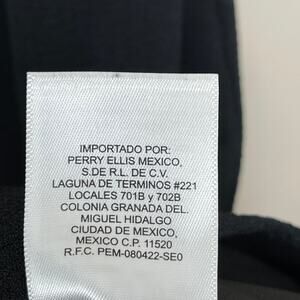 IMPORTADO POR:
PERRY ELLIS MEXICO,
S.DE R.L. DE C.V.
LAGUNA DE TERMINOS #221
LOCALES 701B y 702B
COLONIA GRANADA DEL.
MIGUEL HIDALGO
CIUDAD DE MEXICO,
MEXICO C.P. 11520
R.F.C. PEM-080422-SE0